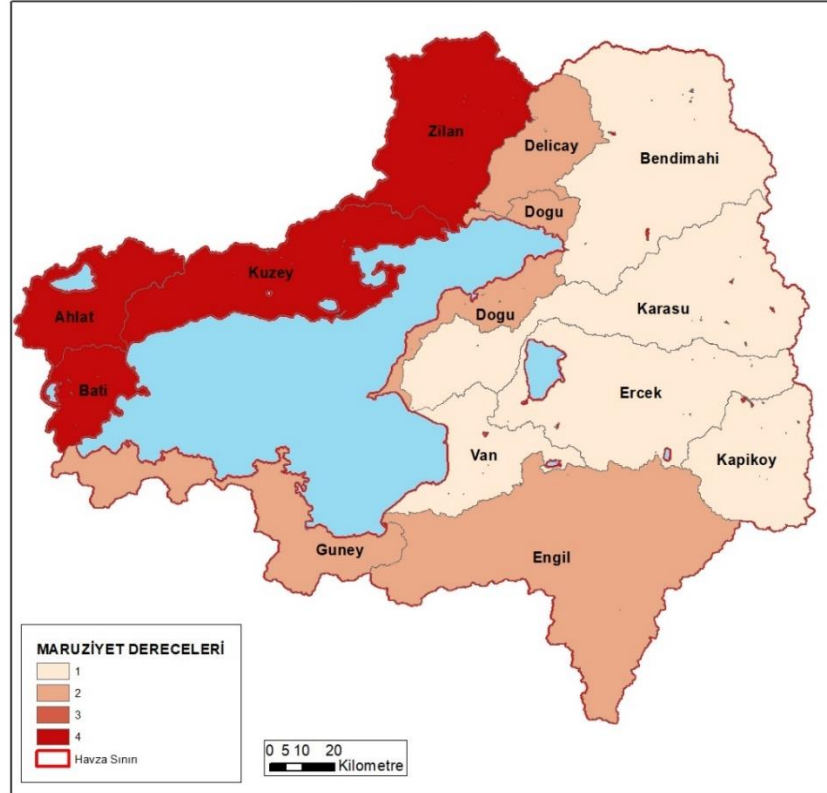 Zilan
Delicay
Bendimahi
Dogu
Kuzey
Dogu
Karasu
Ahlat
Bati
Ercek
Van
Kapikoy
Guney
Engil
MARUZİYET DERECELERİ
1
2
3
4
Havza Sınırı
0 5 10 20
Kilometre